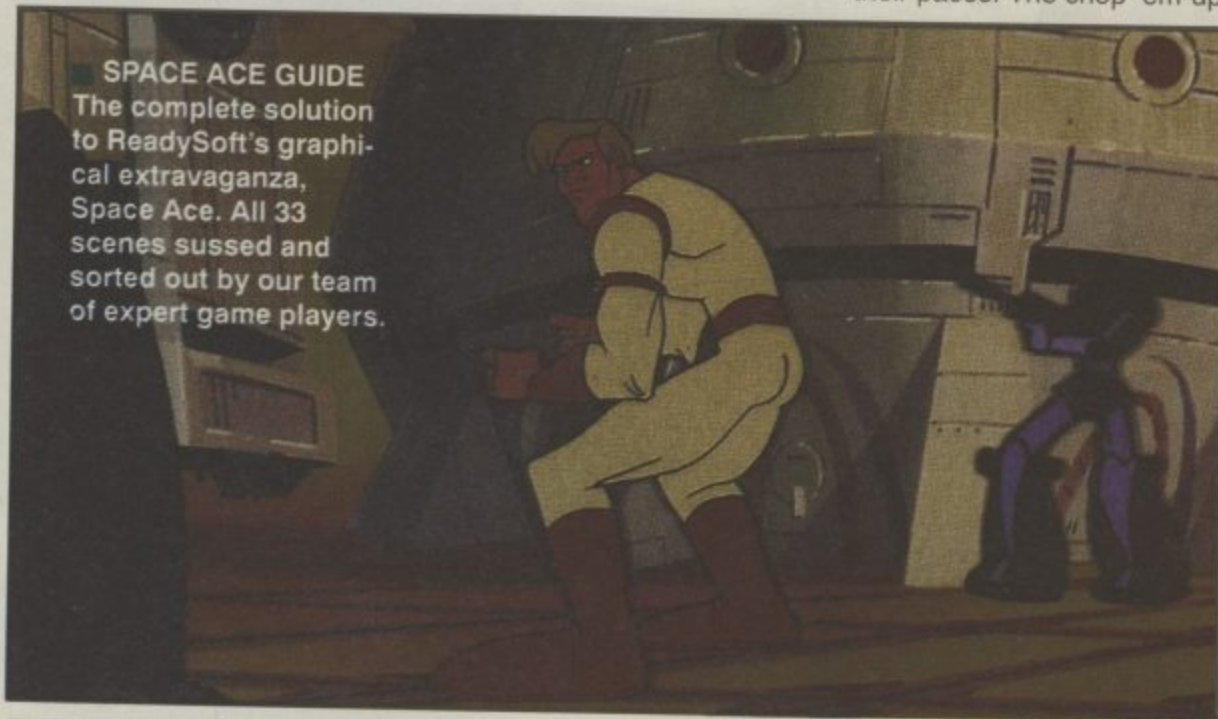 SPACE ACE GUIDE
The complete solution
to ReadySoft's graphi-
cal extravaganza,
Space Ace. All 33
scenes sussed and
sorted out by our team
of expert game players.